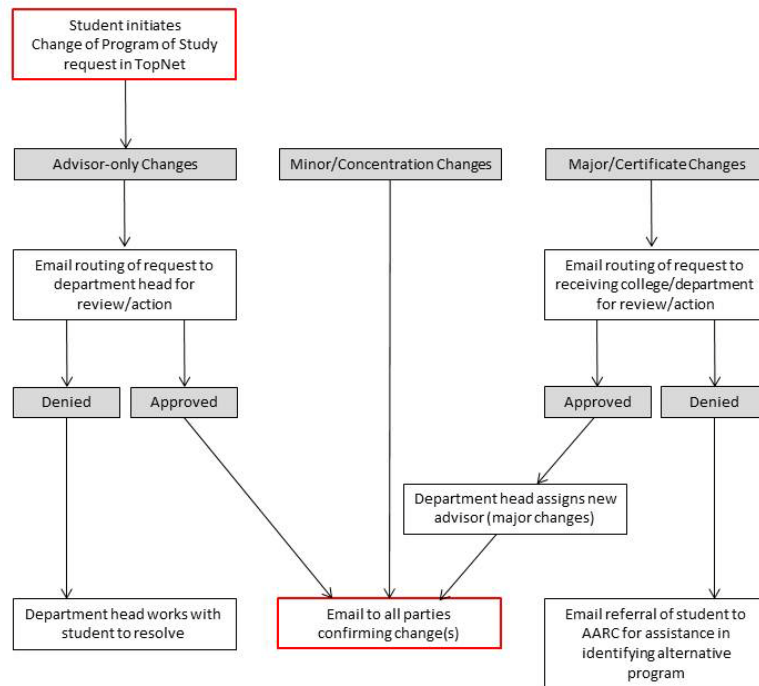 Student initiates
Change of Program of Study
request in TopNet
Advisor-only Changes
Minor/Concentration Changes
Major/Certificate Changes
Email routing of request to
department head for
review/action
Email routing of request to
receiving college/department
for review/action
Denied
Approved
Approved
Denied
Department head assigns new
advisor (major changes)
Department head works with
student to resolve
Email to all parties
confirming change(s)
Email referral of student to
AARC for assistance in
identifying alternative
program